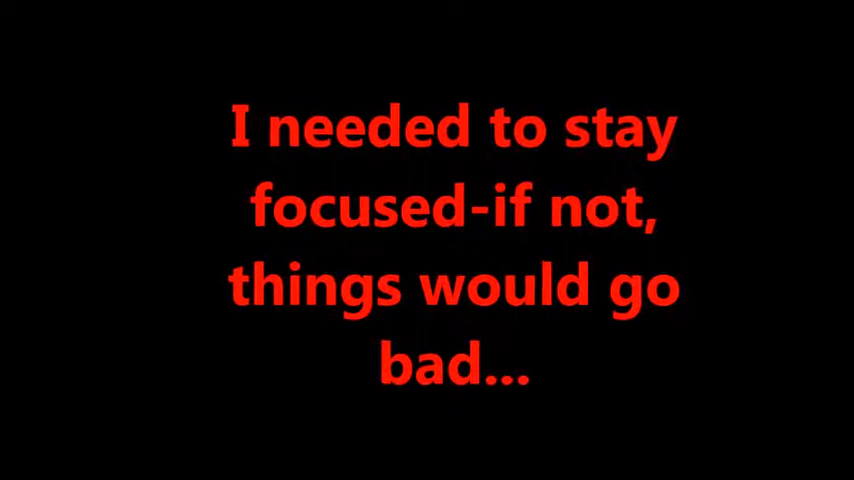 I needed to stay
focused-if not,
things would go
bad...